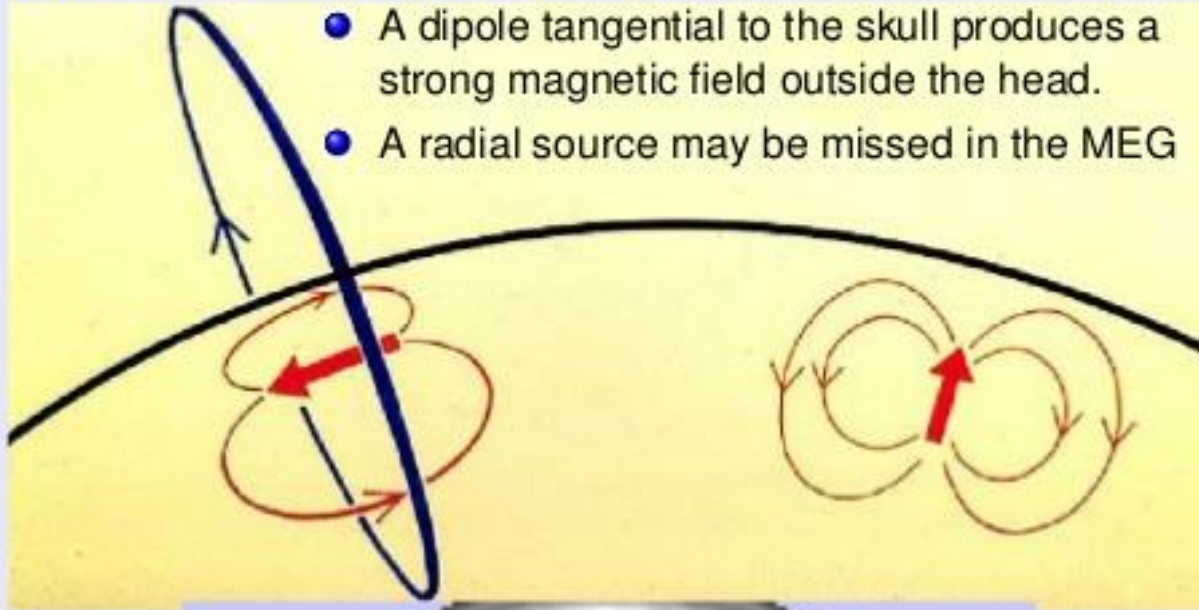 A dipole tangential to the skull produces a
strong magnetic field outside the head.
A radial source may be missed in the MEG